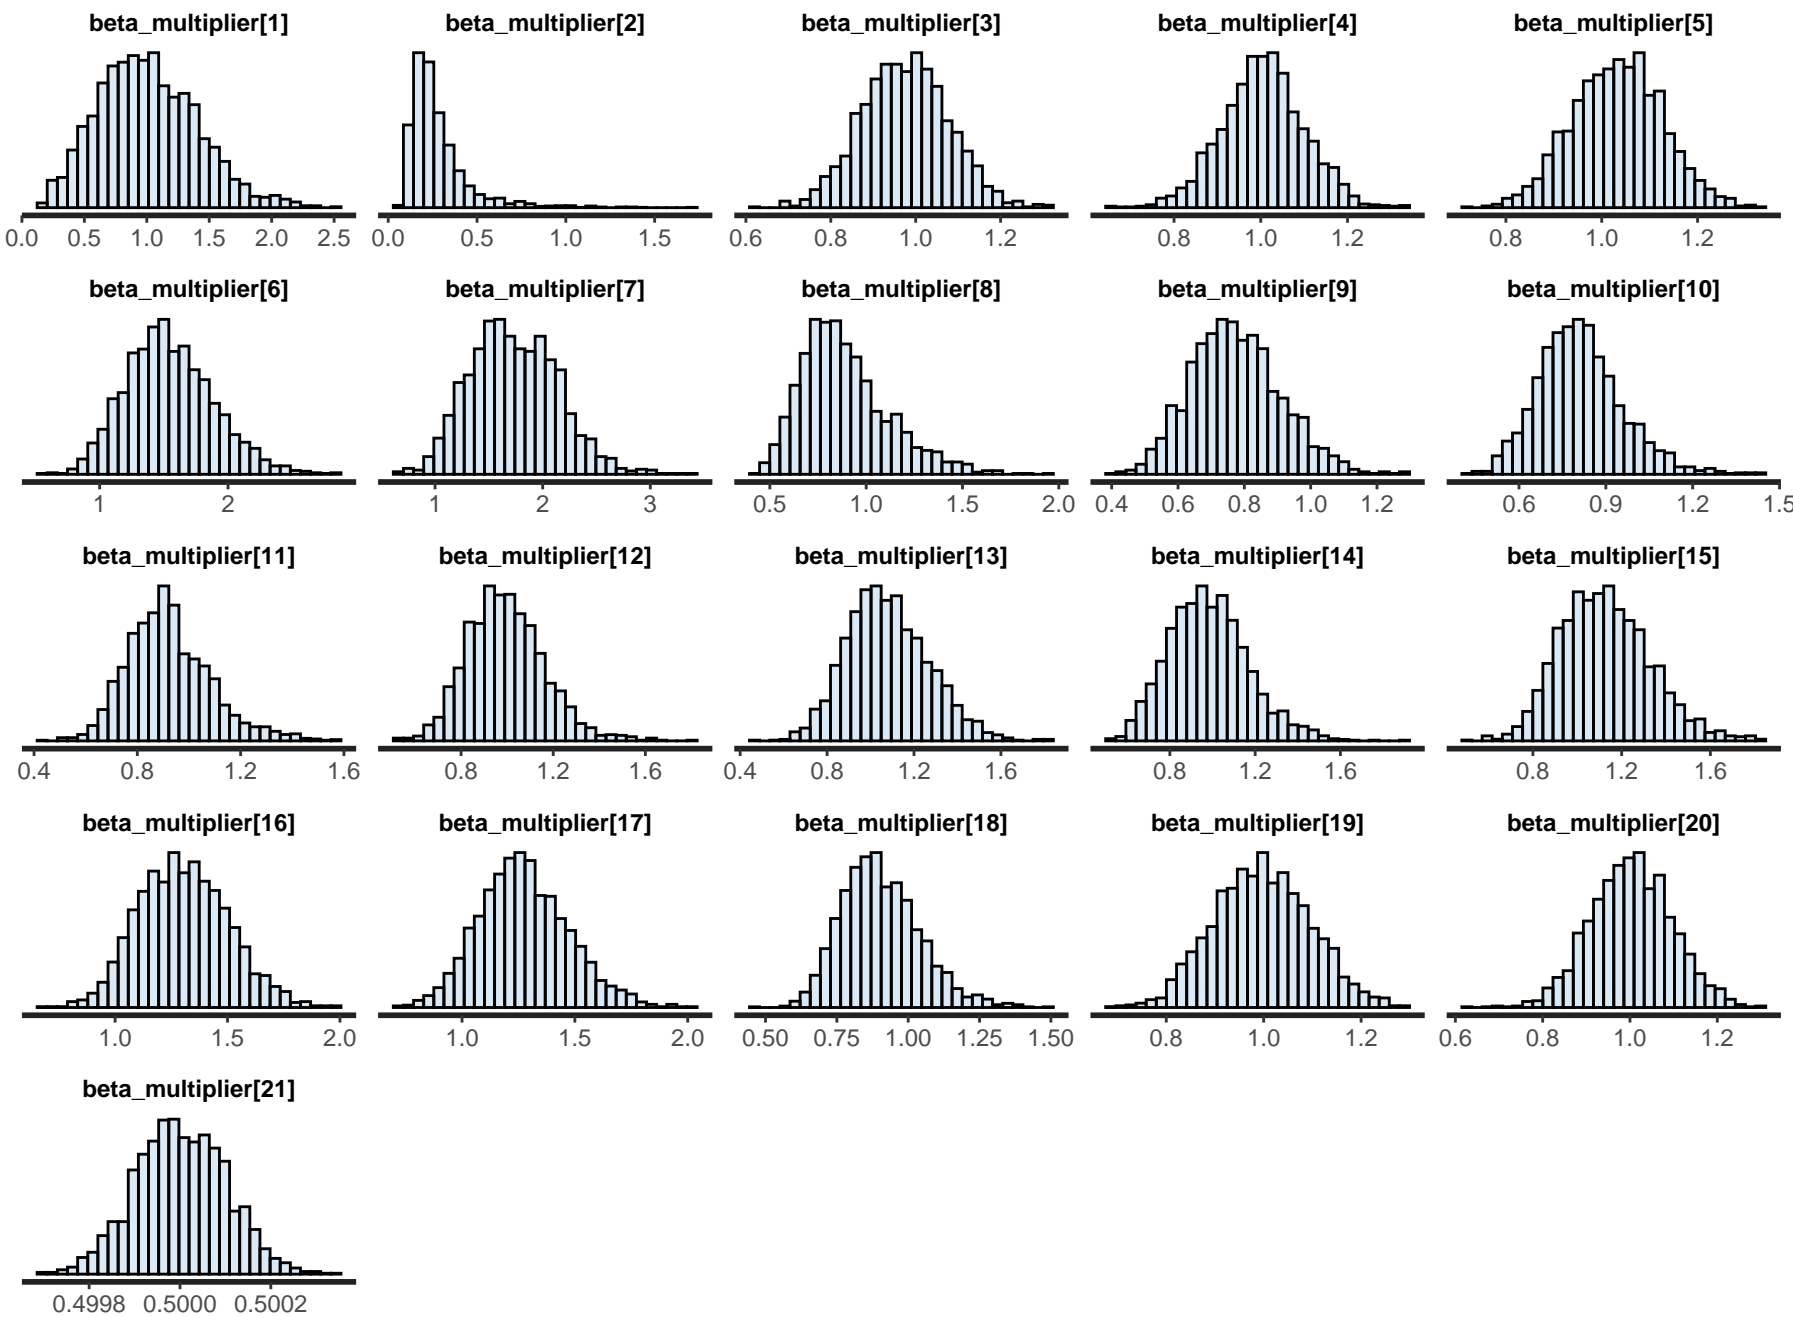 beta_multiplier[1] beta_multiplier[2] beta_multiplier[3] beta_multiplier[4] beta_multiplier[5]
0.0 0.5 1.0 1.5 2.0 2.5 0.0 0.5 1.0 1.5 0.6 0.8 1.0 1.2 0.8 1.0 1.2 0.8 1.0 1.2
beta_multiplier[6] beta_multiplier[7] beta_multiplier[8] beta_multiplier[9] beta_multiplier[10]
1 2 1 2 3 0.5 1.0 1.5 2.0 0.4 0.6 0.8 1.0 1.2 0.6 0.9 1.2 1.5
beta_multiplier[11] beta_multiplier[12] beta_multiplier[13] beta_multiplier[14] beta_multiplier[15]
0.4 0.8 1.2 1.6 0.8 1.2 1.6 0.4 0.8 1.2 1.6 0.8 1.2 1.6 0.8 1.2 1.6
beta_multiplier[16] beta_multiplier[17] beta_multiplier[18] beta_multiplier[19] beta_multiplier[20]
1.0 1.5 2.0 1.0 1.5 2.0 0.50 0.75 1.00 1.25 1.50 0.8 1.0 1.2 0.6 0.8 1.0 1.2
beta_multiplier[21]
0.4998 0.5000 0.5002